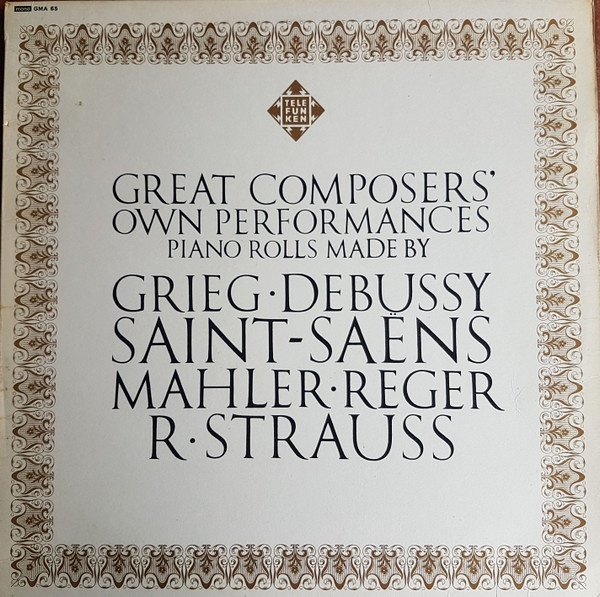 mono GMA 65
TELE
FUN
KEN
GREAT COMPOSERS'
OWN PERFORMANCES
PIANO ROLLS MADE BY
GRIEG·DEBUSSY
SAINT-SAËNS
MAHLER·REGER
R·STRAUSS